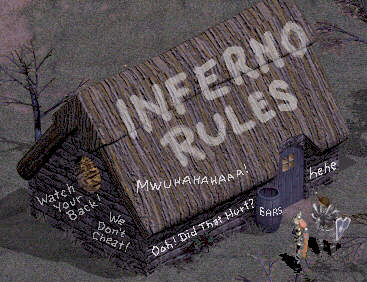 INFERNO
RULES
MWUHAHAHAAA!
hehe
Watch
Your
Back!
We
Don't
Cheat!
Ooh! Did That Hurt?
EARS